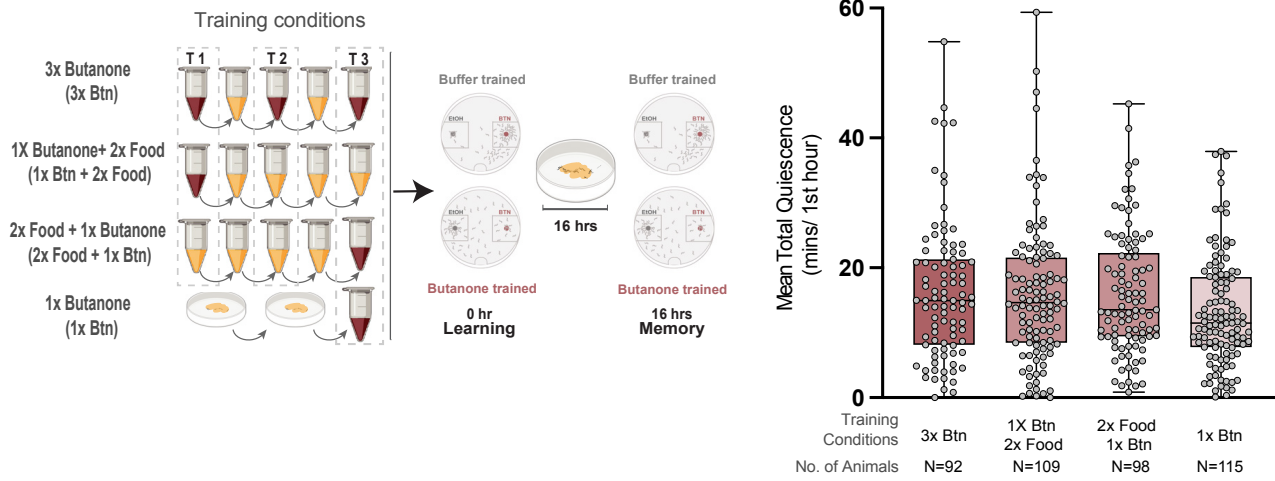 Training conditions
T 1
T 2
T 3
3x Butanone
(3x Btn)
1X Butanone+ 2x Food
(1x Btn + 2x Food)
2x Food + 1x Butanone
(2x Food + 1x Btn)
1x Butanone
(1x Btn)
Buffer trained
EtOH
BTN
EtOH
BTN
Butanone trained
0 hr
Learning
16 hrs
Buffer trained
EtOH
BTN
EtOH
BTN
Butanone trained
16 hrs
Memory
Mean Total Quiescence
(mins/ 1st hour)
60
40
20
0
Training
Conditions
3x Btn
1X Btn
2x Food
2x Food
1x Btn
1x Btn
No. of Animals
N=92
N=109
N=98
N=115